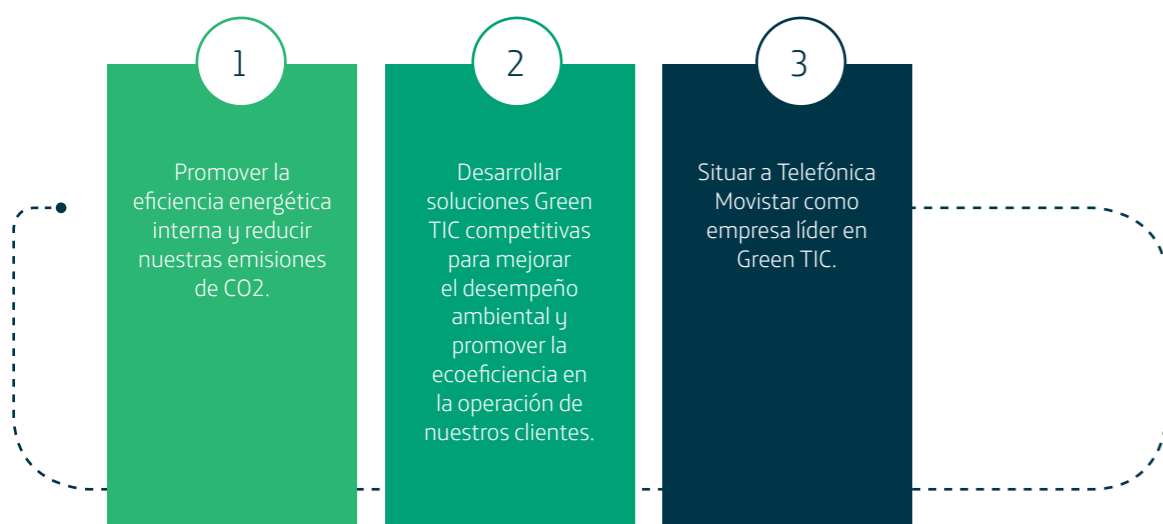 1
Promover la
eficiencia energética
interna y reducir
nuestras emisiones
de CO2.
2
Desarrollar
soluciones Green
TIC competitivas
para mejorar
el desempeño
ambiental y
promover la
ecoeficiencia en
la operación de
nuestros clientes.
3
Situar a Telefónica
Movistar como
empresa líder en
Green TIC.